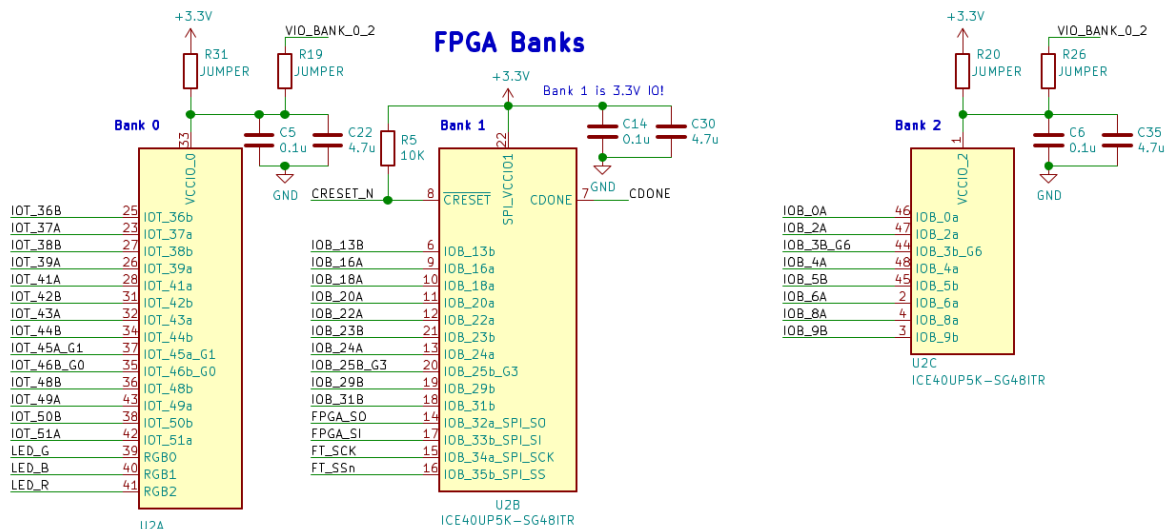 FPGA Banks
+3.3V
VIO_BANK_0_2
R31
JUMPER
R19
JUMPER
Bank 0
33
C5
0.1u
C22
4.7u
GND
VCCIO_0
IOT_36B 25 IOT_36b
IOT_37A 23 IOT_37a
IOT_38B 27 IOT_38b
IOT_39A 26 IOT_39a
IOT_41A 28 IOT_41a
IOT_42B 31 IOT_42b
IOT_43A 32 IOT_43a
IOT_44B 34 IOT_44b
IOT_45A_G1 37 IOT_45a_G1
IOT_46B_G0 35 IOT_46b_G0
IOT_48B 36 IOT_48b
IOT_49A 43 IOT_49a
IOT_50B 38 IOT_50b
IOT_51A 42 IOT_51a
LED_G 39 RGB0
LED_B 40 RGB1
LED_R 41 RGB2
U2A
+3.3V
Bank 1 is 3.3V IO!
Bank 1
R5
10K
22
C14
0.1u
C30
4.7u
GND
SPI_VCCIO1
CRESET_N 8 CRESET
CDONE 7 CDONE
IOB_13B 6 IOB_13b
IOB_16A 9 IOB_16a
IOB_18A 10 IOB_18a
IOB_20A 11 IOB_20a
IOB_22A 12 IOB_22a
IOB_23B 21 IOB_23b
IOB_24A 13 IOB_24a
IOB_25B_G3 20 IOB_25b_G3
IOB_29B 19 IOB_29b
IOB_31B 18 IOB_31b
FPGA_SO 14 IOB_32a_SPI_SO
FPGA_SI 17 IOB_33b_SPI_SI
FT_SCK 15 IOB_34a_SPI_SCK
FT_SSn 16 IOB_35b_SPI_SS
U2B
ICE40UP5K-SG48ITR
+3.3V
VIO_BANK_0_2
R20
JUMPER
R26
JUMPER
Bank 2
1
C6
0.1u
C35
4.7u
GND
VCCIO_2
IOB_0A 46 IOB_0a
IOB_2A 47 IOB_2a
IOB_3B_G6 44 IOB_3b_G6
IOB_4A 48 IOB_4a
IOB_5B 45 IOB_5b
IOB_6A 2 IOB_6a
IOB_8A 4 IOB_8a
IOB_9B 3 IOB_9b
U2C
ICE40UP5K-SG48ITR